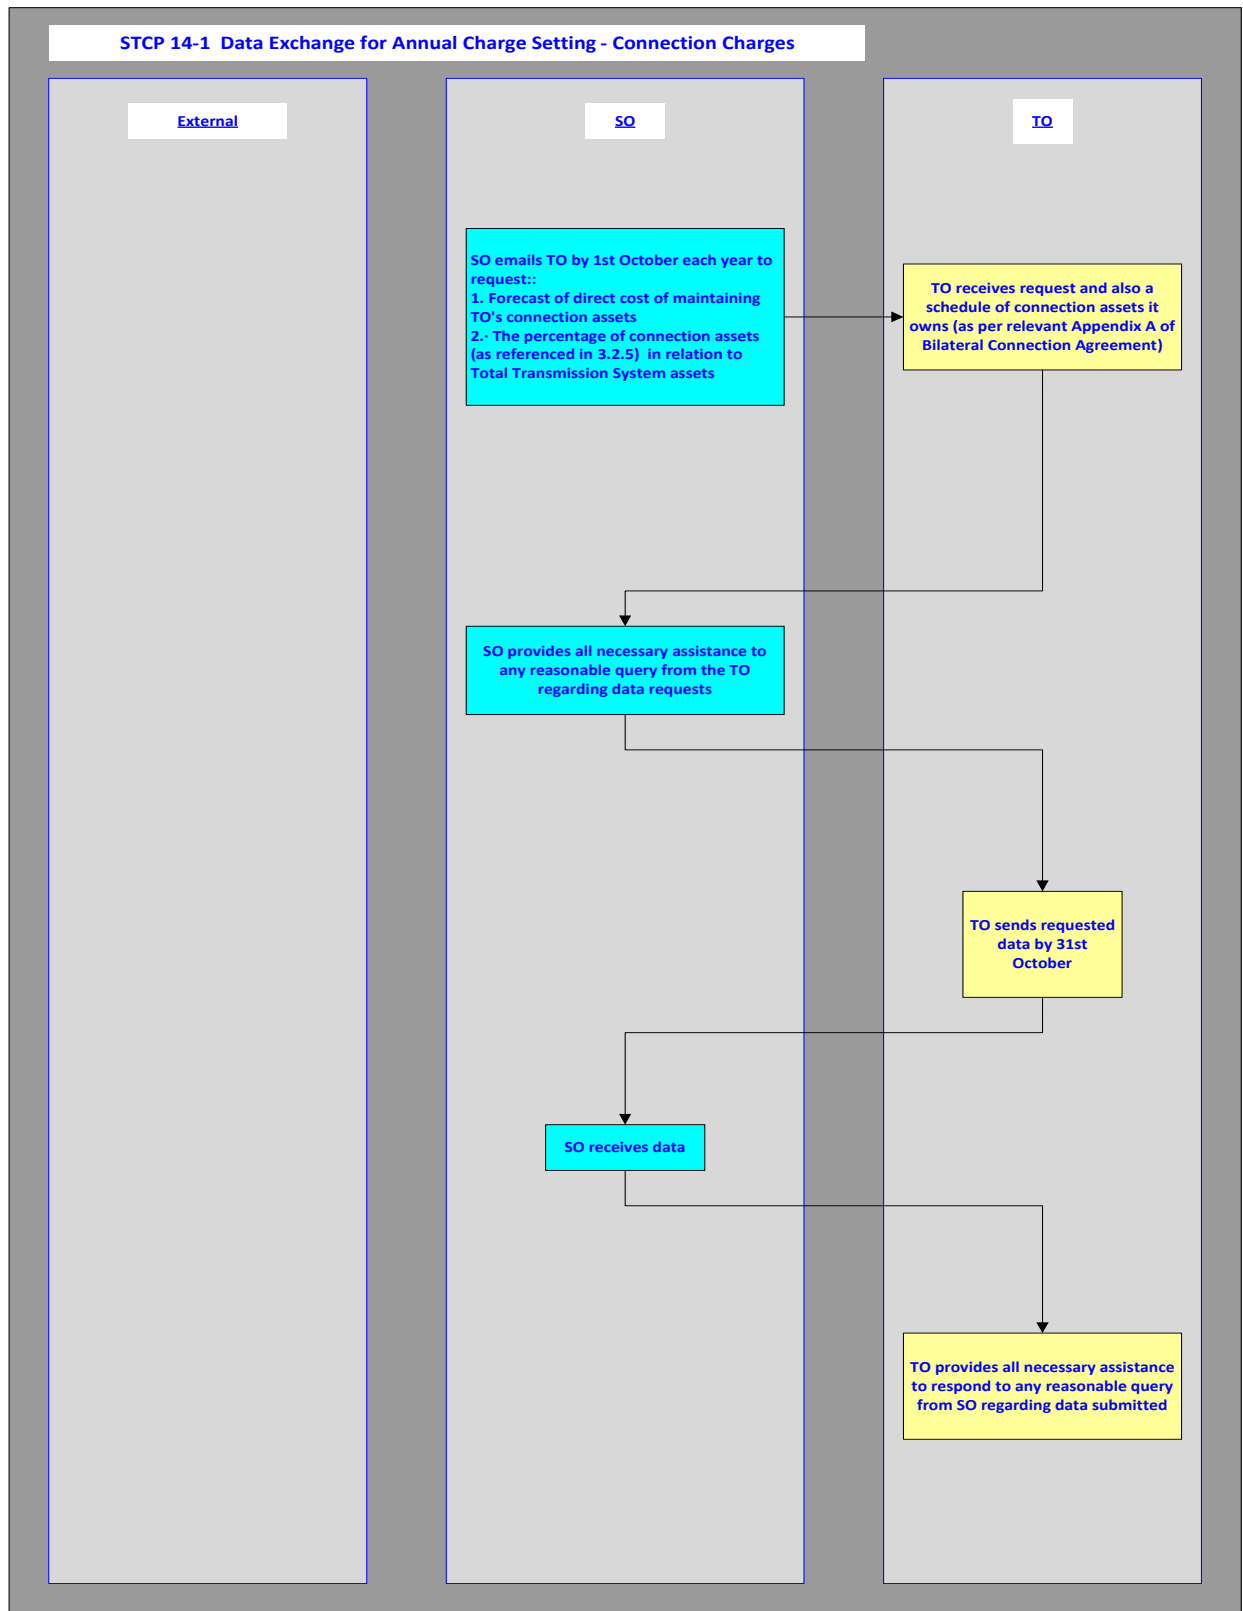 STCP 14-1  Data Exchange for Annual Charge Setting - Connection Charges
External
SO
TO
SO emails TO by 1st October each year to
request::
1. Forecast of direct cost of maintaining
TO's connection assets
2.· The percentage of connection assets
(as referenced in 3.2.5)  in relation to
Total Transmission System assets
TO receives request and also a
schedule of connection assets it
owns (as per relevant Appendix A of
Bilateral Connection Agreement)
SO provides all necessary assistance to
any reasonable query from the TO
regarding data requests
TO sends requested
data by 31st
October
SO receives data
TO provides all necessary assistance
to respond to any reasonable query
from SO regarding data submitted